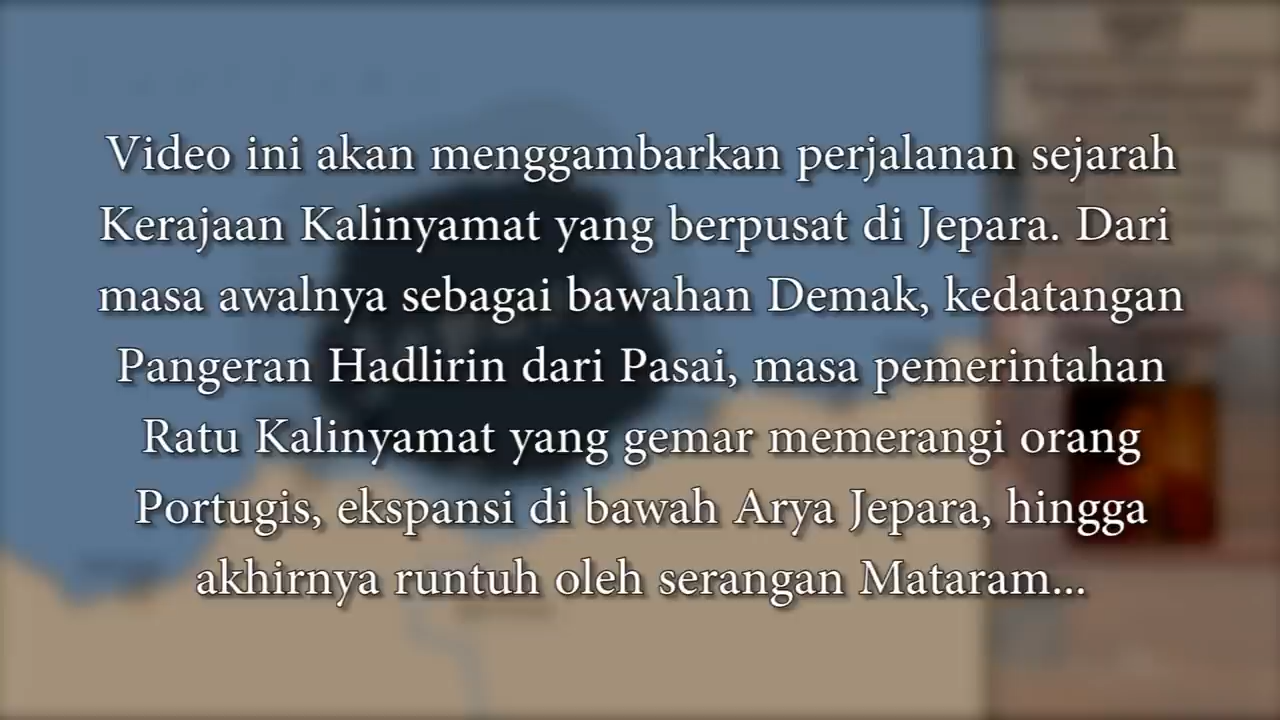 Video ini akan menggambarkan perjalanan sejarah
Kerajaan Kalinyamat yang berpusat di Jepara. Dari
masa awalnya sebagai bawahan Demak, kedatangan
Pangeran Hadlirin dari Pasai, masa pemerintahan
Ratu Kalinyamat yang gemar memerangi orang
Portugis, ekspansi di bawah Arya Jepara, hingga
akhirnya runtuh oleh serangan Mataram...